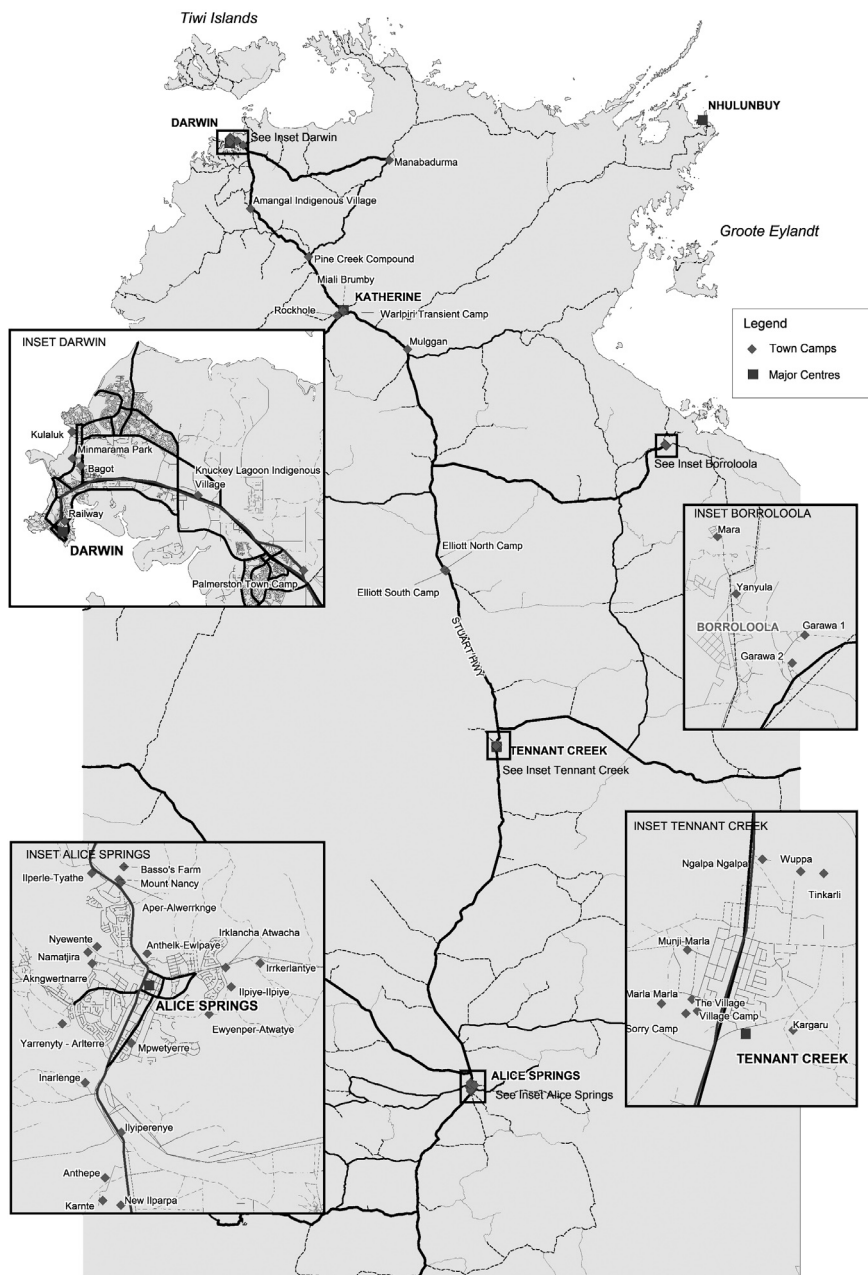 Tiwi Islands
DARWIN
See Inset Darwin
NHULUNBUY
Manabadurma
Amangal Indigenous Village
Groote Eylandt
Pine Creek Compound
Miali Brumby
KATHERINE
Rockhole
Warlpiri Transient Camp
Mulggan
Legend
Town Camps
Major Centres
INSET DARWIN
Kulaluk
Minmarama Park
Bagot
Knuckey Lagoon Indigenous
Village
Railway
DARWIN
Palmerston Town Camp
See Inset Borroloola
INSET BORROLOOLA
Mara
Yanyula
BORROLOOLA
Garawa 1
Garawa 2
Elliott North Camp
Elliott South Camp
STUART HWY
TENNANT CREEK
See Inset Tennant Creek
INSET TENNANT CREEK
Ngalpa Ngalpa
Wuppa
Tinkarli
Munji-Marla
Marla Marla
The Village
Village Camp
Sorry Camp
Kargaru
TENNANT CREEK
INSET ALICE SPRINGS
Basso's Farm
Ilperle-Tyathe
Mount Nancy
Aper-Alwerrknge
Nyewente
Anthelk-Ewlpaye
Irklancha Atwacha
Namatjira
Irrkerlantye
Akngwertnarre
Ilpiye-Ilpiye
ALICE SPRINGS
Ewyenper-Atwatye
Yarrenyty - Arlterre
Mpwetyerre
Inarlenge
Ilyiperenye
Anthepe
Karnte
New Ilparpa
ALICE SPRINGS
See Inset Alice Springs